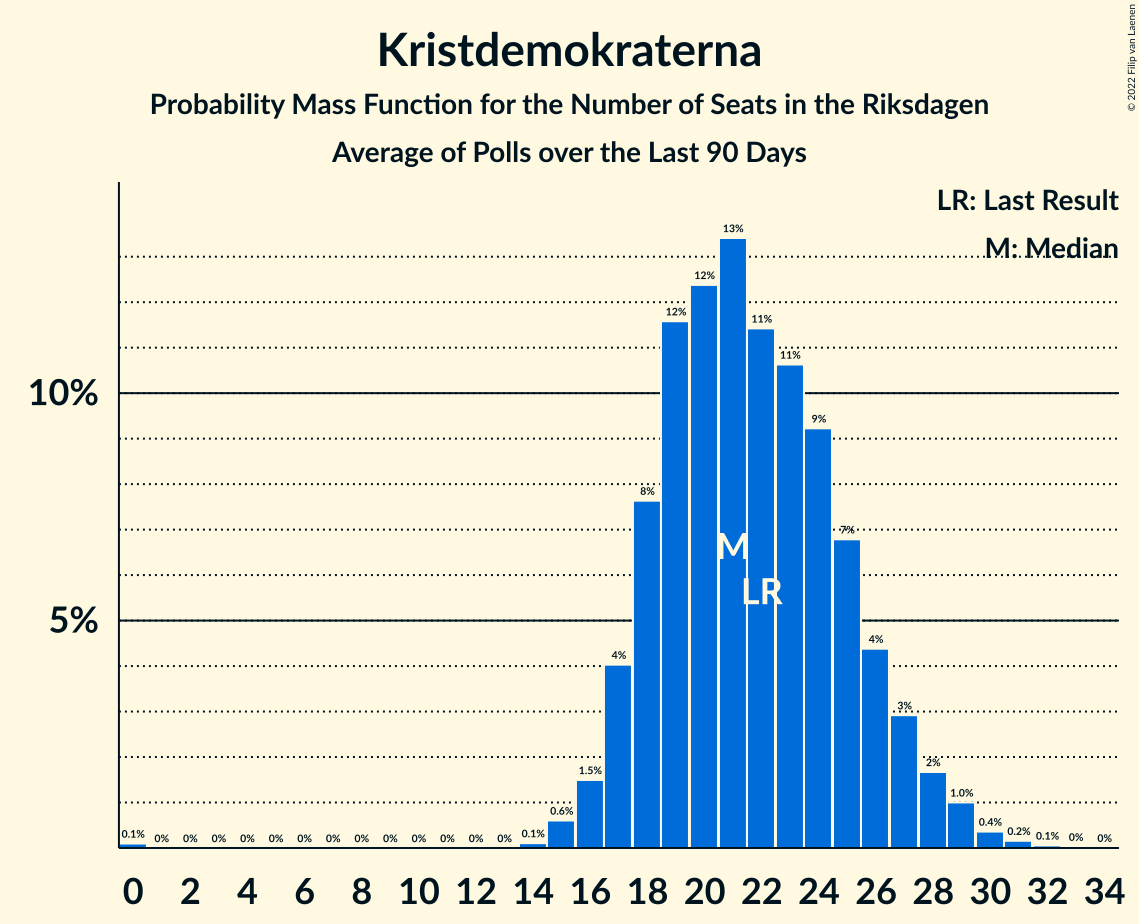 Kristdemokraterna
Probability Mass Function for the Number of Seats in the Riksdagen
Average of Polls over the Last 90 Days
© 2022 Filip van Laenen
LR: Last Result
M: Median
10%
5%
0.1% 0% 0% 0% 0% 0% 0% 0% 0% 0% 0% 0% 0% 0% 0.1% 0.6% 1.5% 4% 8% 12% 12% 13% 11% 11% 9% 7% 4% 3% 2% 1.0% 0.4% 0.2% 0.1% 0% 0%
M
LR
0 2 4 6 8 10 12 14 16 18 20 22 24 26 28 30 32 34